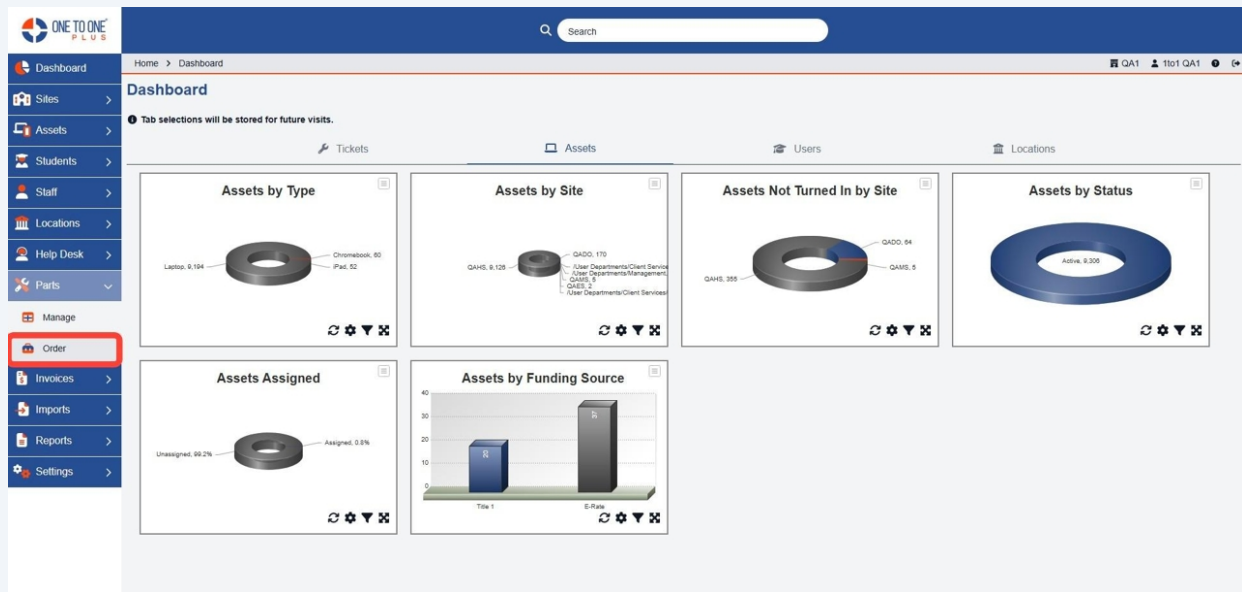 ONE TO ONE
PLUS
Search
Home > Dashboard
QA1 1to1 QA1
Dashboard
Sites
Assets
Students
Staff
Locations
Help Desk
Parts
Manage
Order
Invoices
Imports
Reports
Settings
Dashboard
Tab selections will be stored for future visits.
Tickets
Assets
Users
Locations
Assets by Type
Laptop, 9,194
Chromebook, 60
iPad, 52
Assets by Site
QAHS, 9,126
QADO, 170
/User Departments/Client Service
/User Departments/Management,
QAMS, 5
QAES, 2
/User Departments/Client Services/
Assets Not Turned In by Site
QADO, 64
QAMS, 5
QAHS, 355
Assets by Status
Active, 9,306
Assets Assigned
Unassigned, 99.2%
Assigned, 0.8%
Assets by Funding Source
40
30
20
10
0
20
37
Title 1
E-Rate